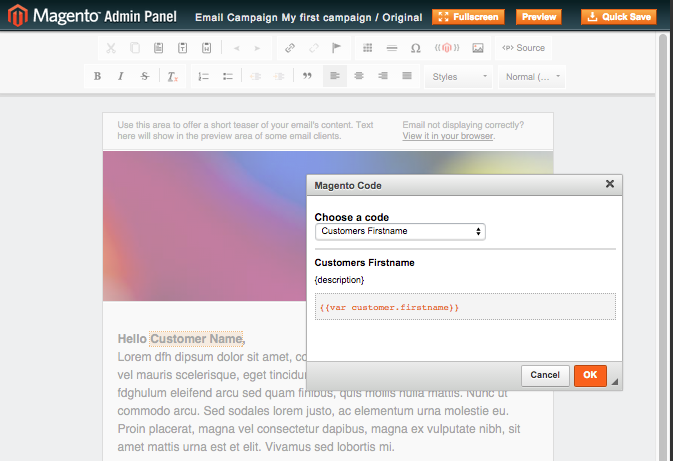 Magento™ Admin Panel Email Campaign My first campaign / Original Fullscreen Preview Quick Save
Source
B I S Tx Styles Normal (...
Use this area to offer a short teaser of your email's content. Text
here will show in the preview area of some email clients.
Email not displaying correctly?
View it in your browser.
Magento Code
Choose a code
Customers Firstname
Customers Firstname
{description}
{{var customer.firstname}}
Cancel OK
Hello Customer Name,
Lorem dfh dipsum dolor sit amet, co
vel mauris scelerisque, eget tincidun
fdghulum eleifend arcu sed quam finibus, quis mollis nulla mattis. Nunc ut
commodo arcu. Sed sodales lorem justo, ac elementum urna molestie eu.
Proin placerat, magna vel consectetur dapibus, magna ex vulputate nibh, sit
amet mattis urna est et elit. Vivamus sed lobortis mi.